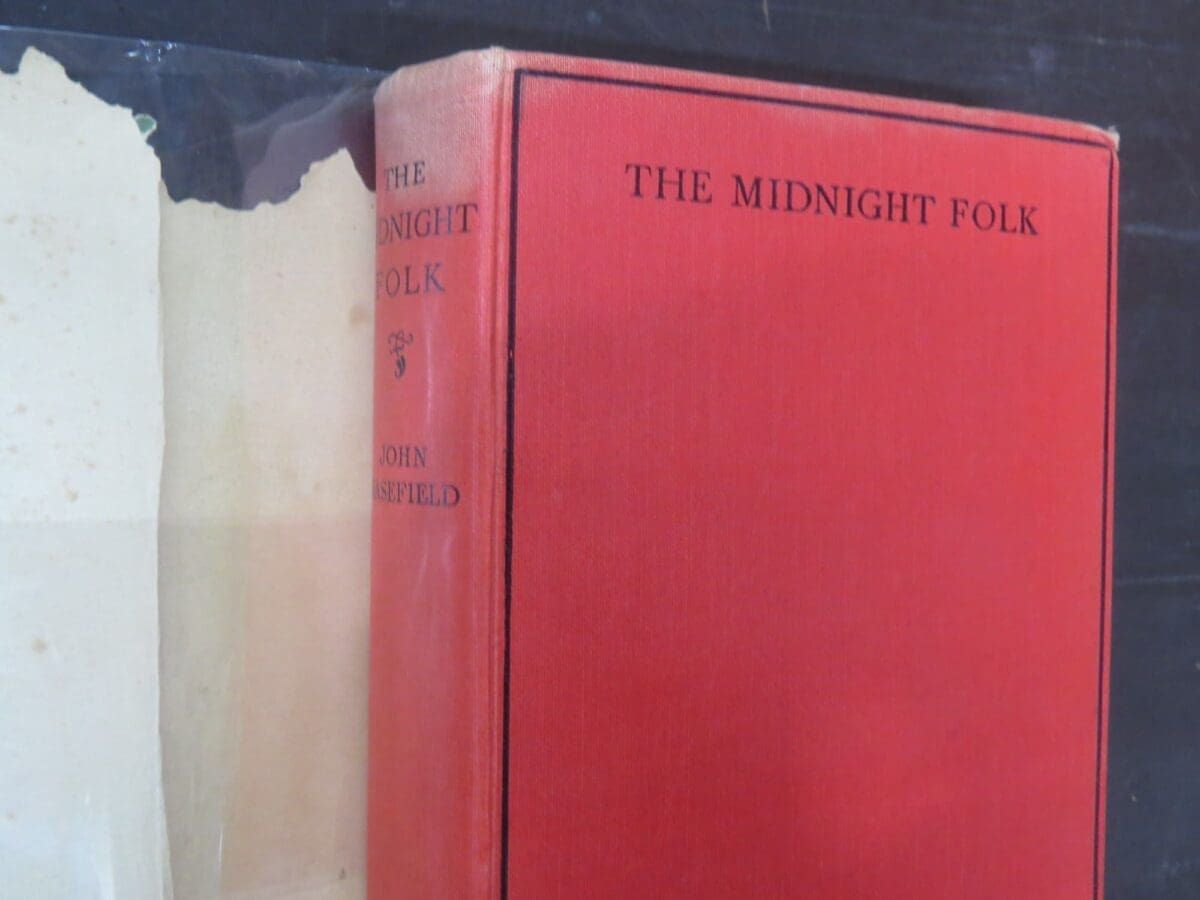 THE
DNIGHT
FOLK
JOHN
ASEFIELD
THE MIDNIGHT FOLK